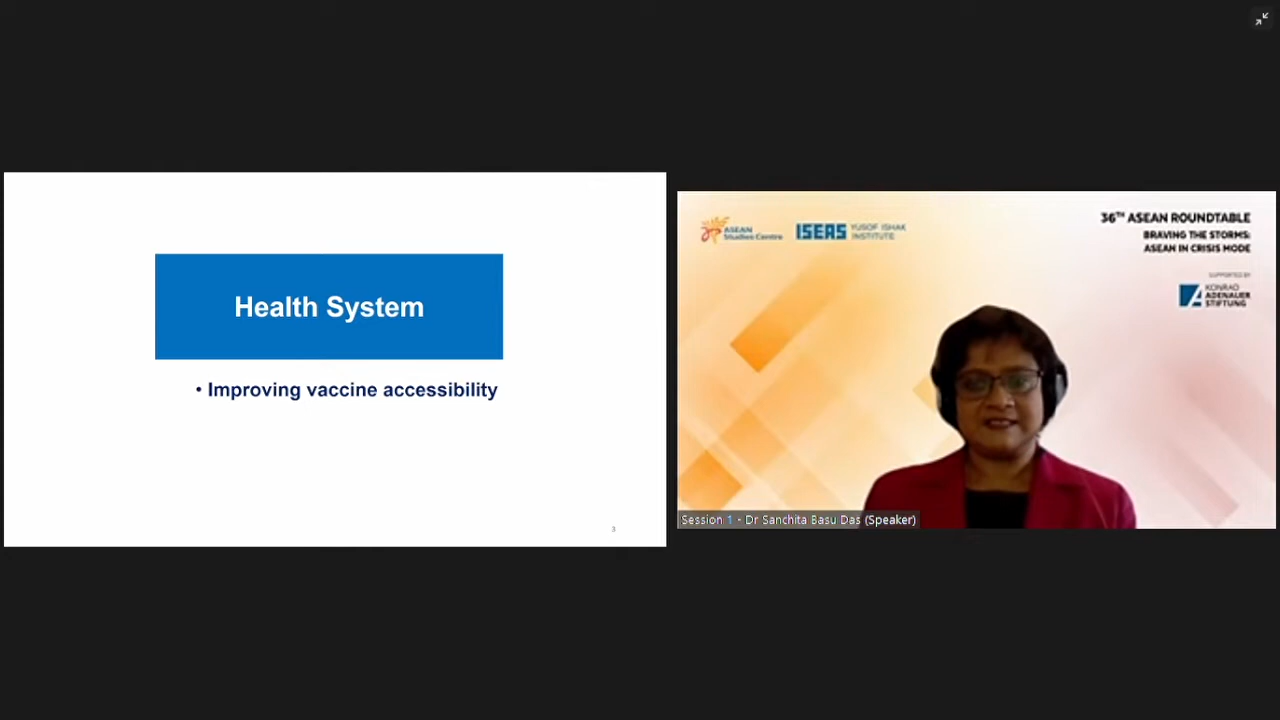 Health System
• Improving vaccine accessibility
3
ASEAN
Studies Centre
ISEAS YUSOF ISHAK
INSTITUTE
36TH ASEAN ROUNDTABLE
BRAVING THE STORMS:
ASEAN IN CRISIS MODE
SUPPORTED BY
KONRAD
ADENAUER
STIFTUNG
Session 1 - Dr Sanchita Basu Das (Speaker)